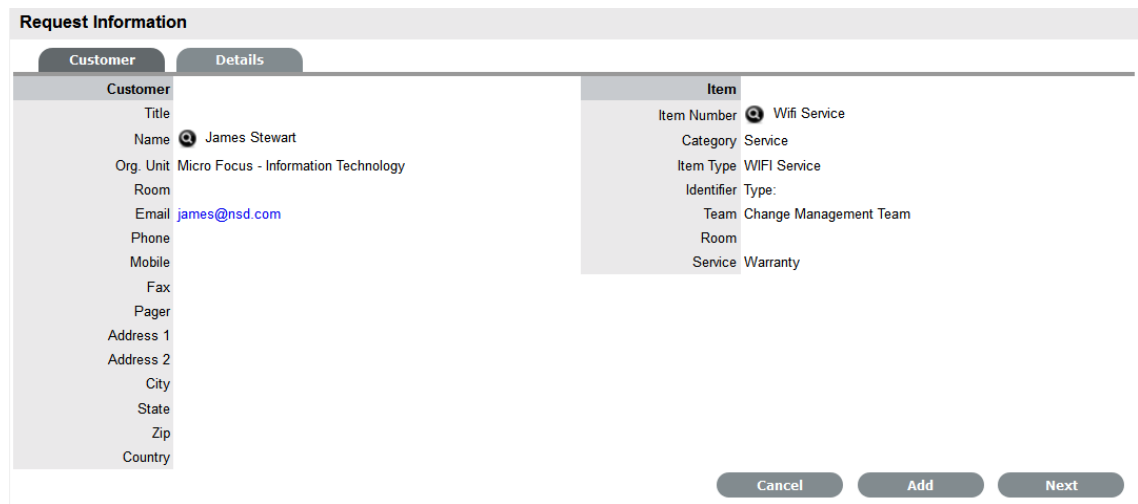 Request Information
Customer Details
Customer
Title
Name James Stewart
Org. Unit Micro Focus - Information Technology
Room
Email james@nsd.com
Phone
Mobile
Fax
Pager
Address 1
Address 2
City
State
Zip
Country
Item
Item Number Wifi Service
Category Service
Item Type WIFI Service
Identifier Type:
Team Change Management Team
Room
Service Warranty
Cancel Add Next